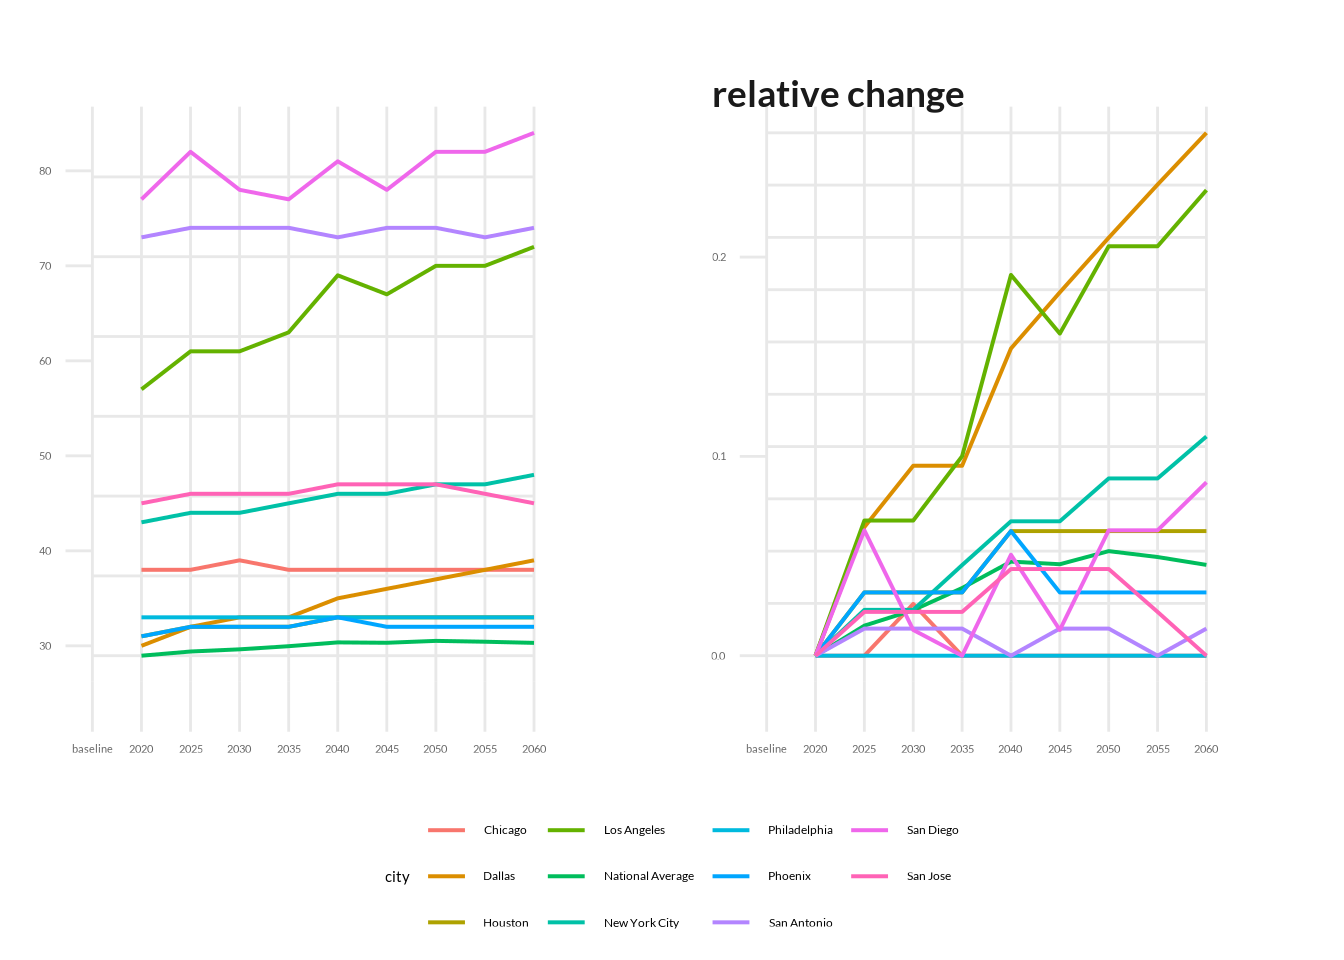 relative change
80
70
60
50
40
30
0.2
0.1
0.0
baseline 2020 2025 2030 2035 2040 2045 2050 2055 2060
baseline 2020 2025 2030 2035 2040 2045 2050 2055 2060
city
Chicago Los Angeles Philadelphia San Diego
Dallas National Average Phoenix San Jose
Houston New York City San Antonio